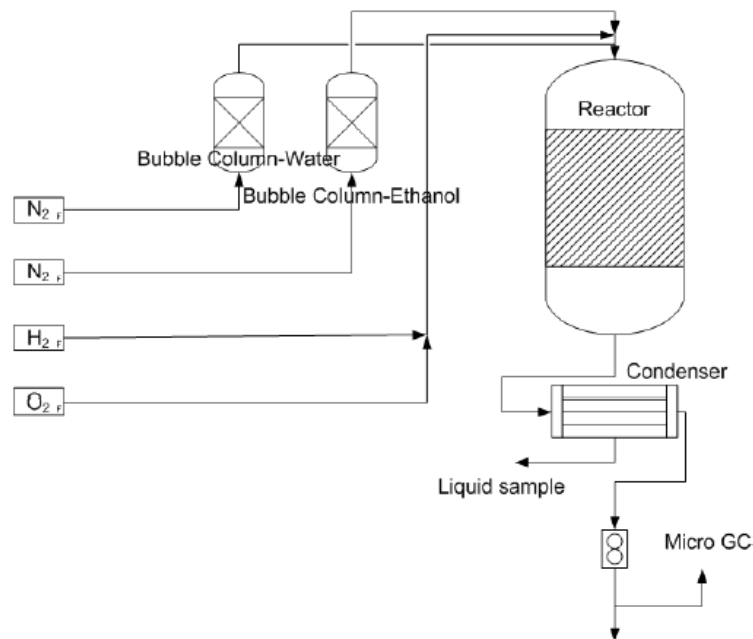 Reactor
Bubble Column-Water
Bubble Column-Ethanol
N₂ F
N₂ F
H₂ F
O₂ F
Condenser
Liquid sample
Micro GC